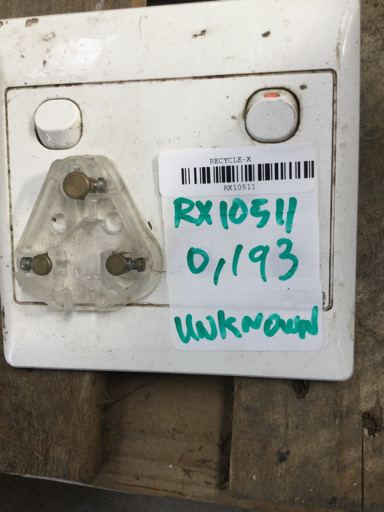 RECYCLE-X
RX10511
RX10511
0,193
UNKNOWN